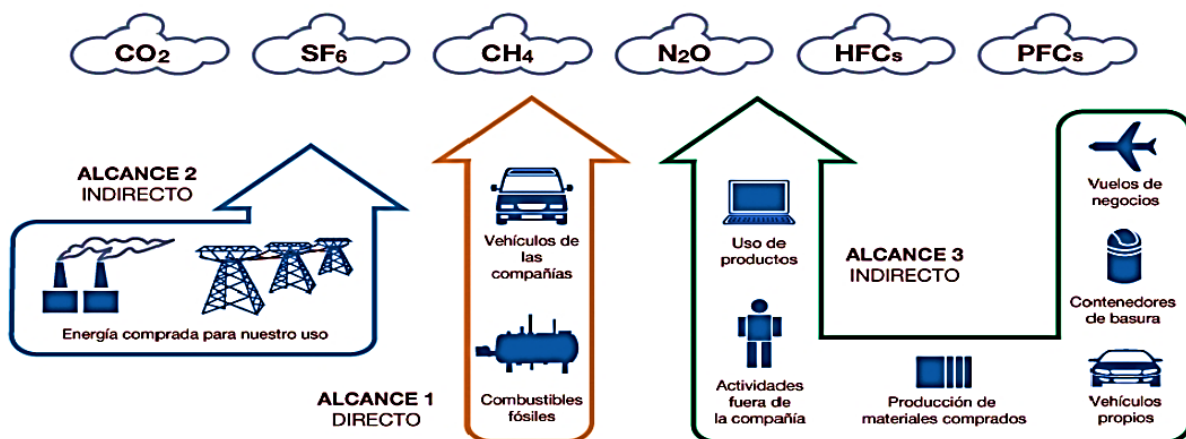 CO2
SF6
CH4
N2O
HFCs
PFCs
ALCANCE 2
INDIRECTO
Energía comprada para nuestro uso
ALCANCE 1
DIRECTO
Vehículos de
las
compañías
Combustibles
fósiles
Uso de
productos
Actividades
fuera de
la compañía
ALCANCE 3
INDIRECTO
Producción de
materiales comprados
Vuelos de
negocios
Contenedores
de basura
Vehículos
propios